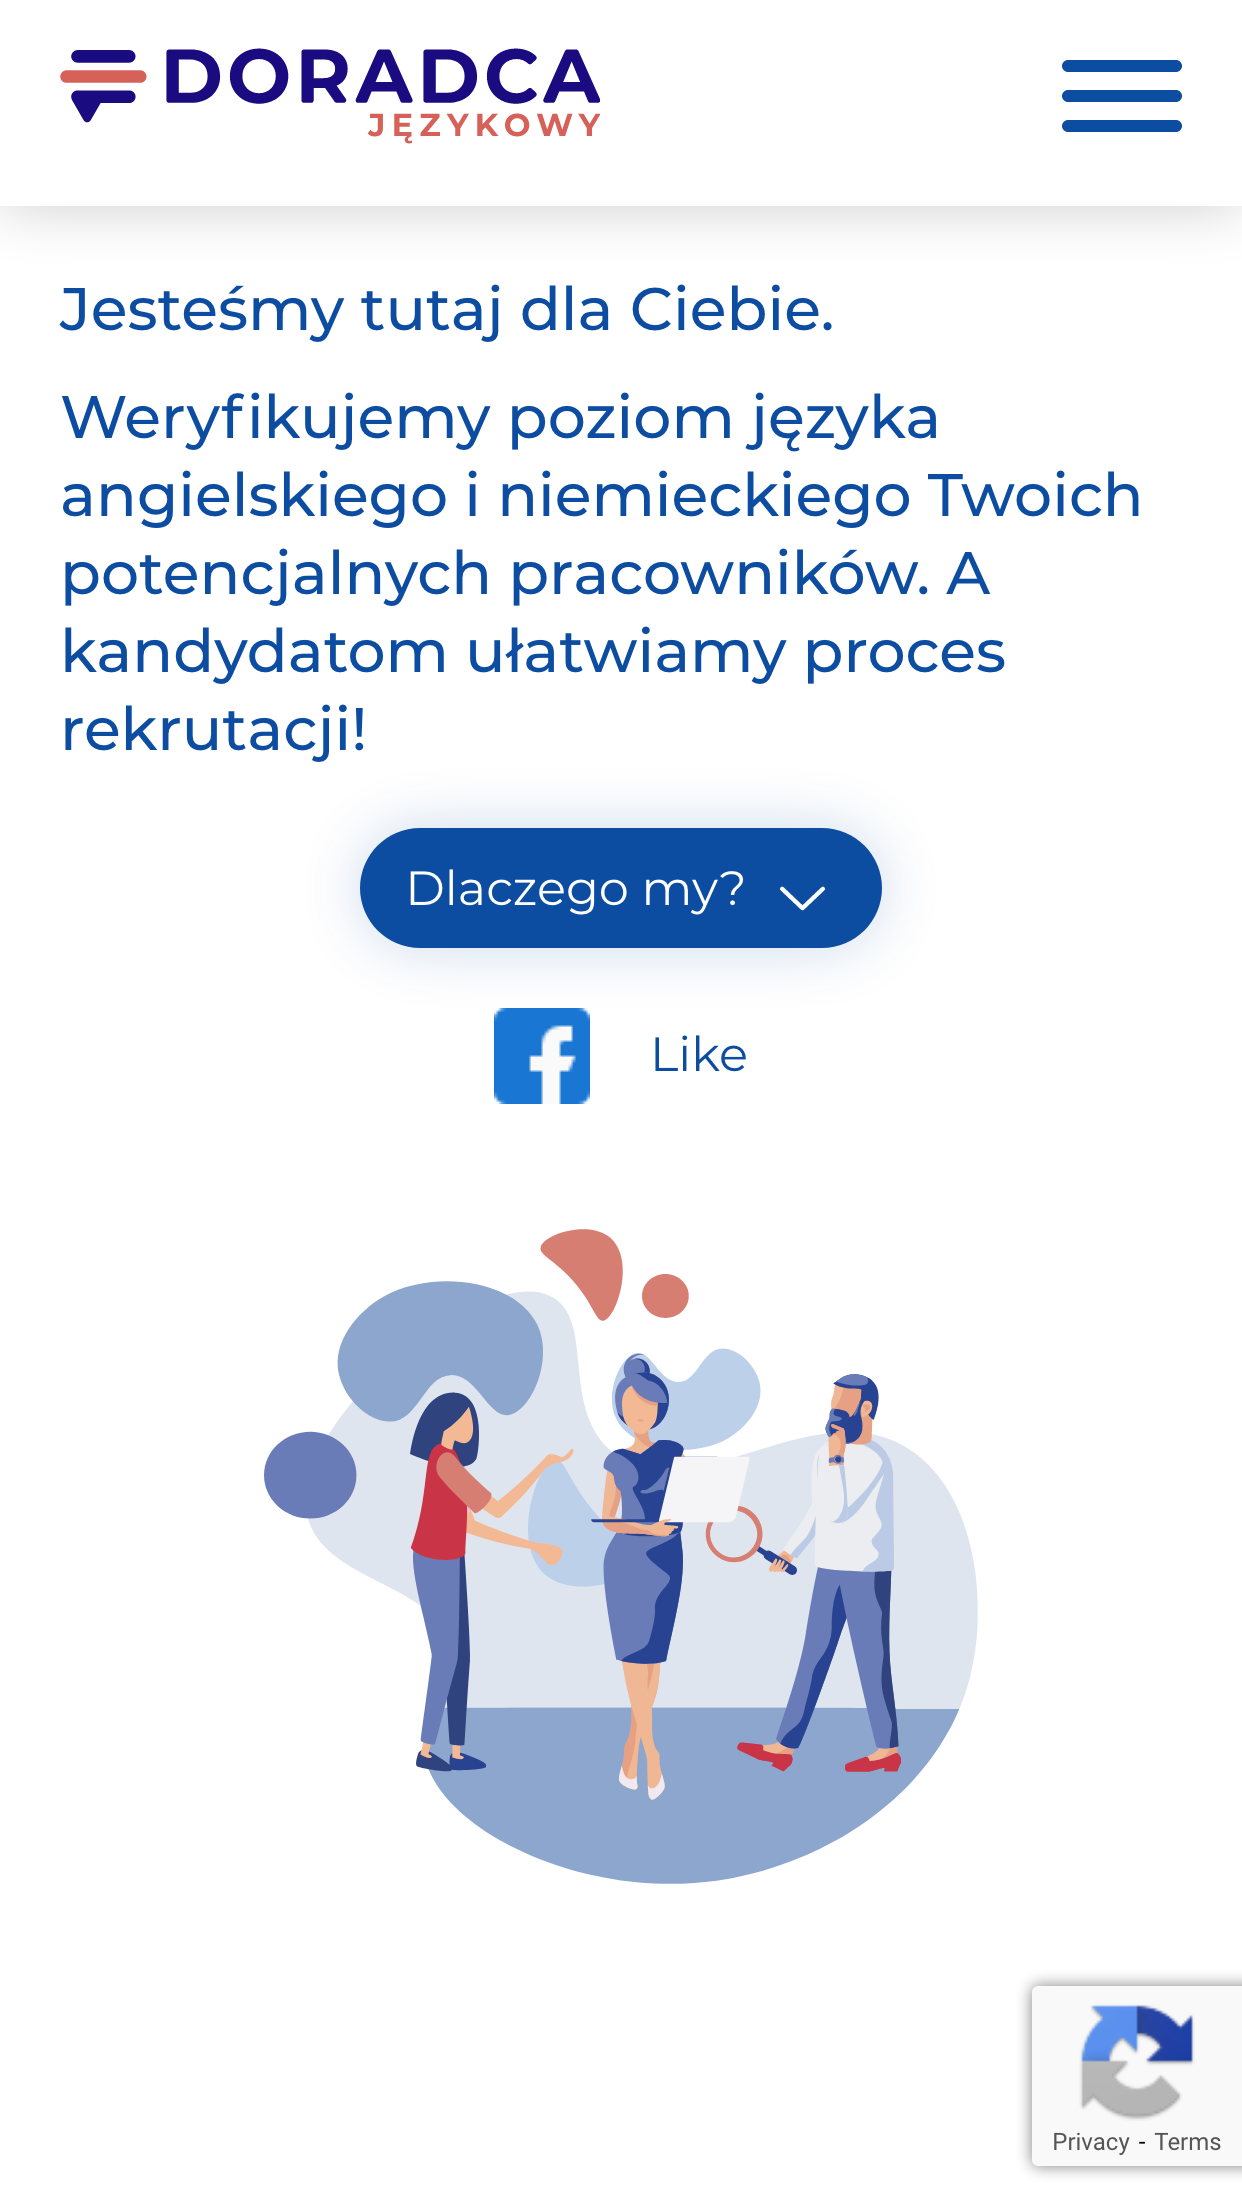 DORADCA
JĘZYKOWY
Jesteśmy tutaj dla Ciebie.
Weryfikujemy poziom języka
angielskiego i niemieckiego Twoich
potencjalnych pracowników. A
kandydatom ułatwiamy proces
rekrutacji!
Dlaczego my?
Like
Privacy - Terms